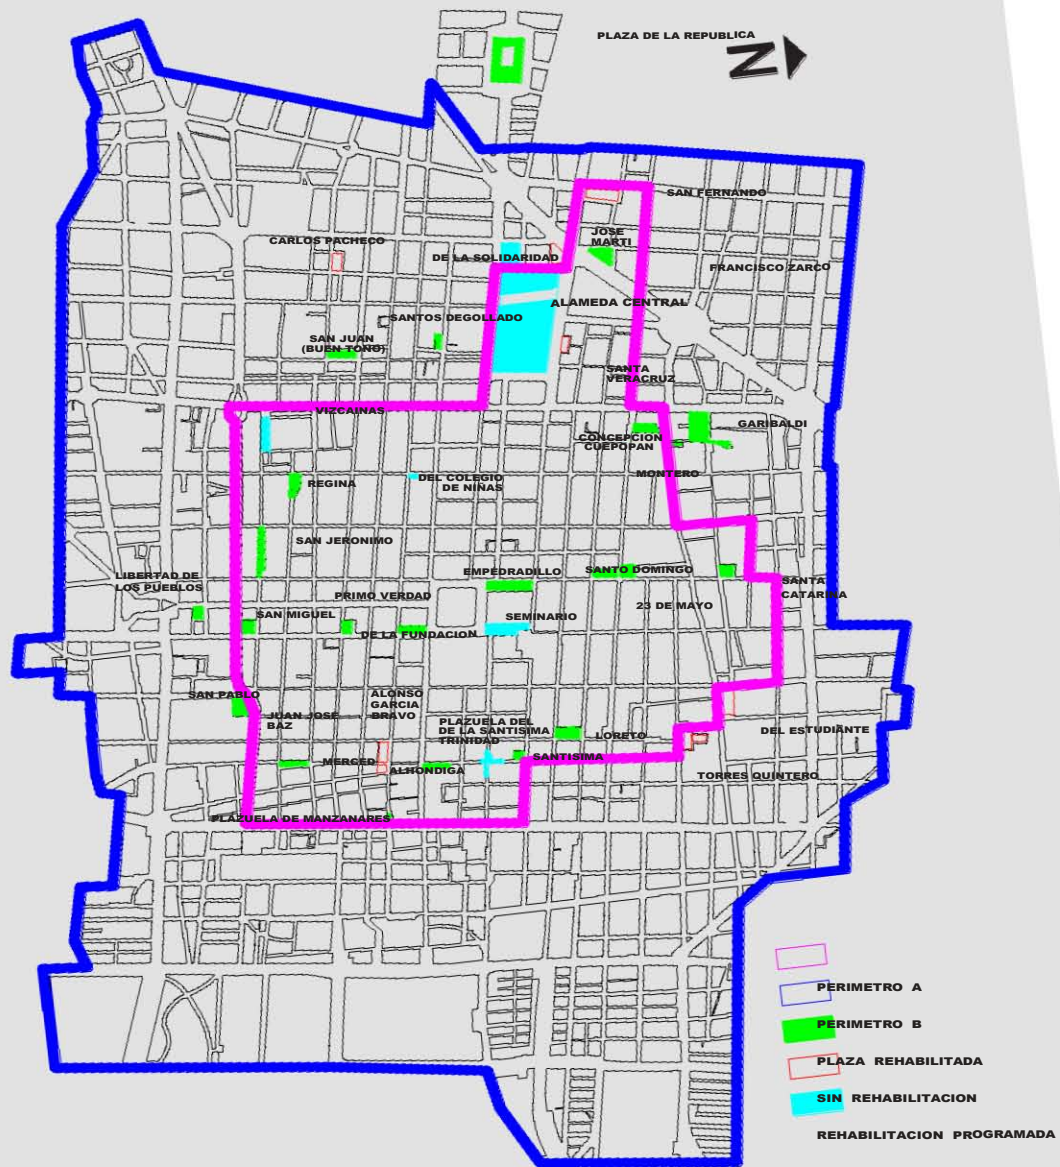 PLAZA DE LA REPUBLICA
N
SAN FERNANDO
JOSE
MARTI
CARLOS PACHECO
DE LA SOLIDARIDAD
FRANCISCO ZARCO
ALAMEDA CENTRAL
SANTOS DEGOLLADO
SAN JUAN
(BUEN TOÑO)
SANTA
VERACRUZ
VIZCAINAS
GARIBALDI
CONCEPCION
CUEPOPAN
MONTERO
REGINA
DEL COLEGIO
DE NIÑAS
SAN JERONIMO
EMPEDRADILLO
SANTO DOMINGO
LIBERTAD DE
LOS PUEBLOS
SANTA
CATARINA
PRIMO VERDAD
23 DE MAYO
SAN MIGUEL
SEMINARIO
DE LA FUNDACION
SAN PABLO
ALONSO
GARCIA
BRAVO
JUAN JOSE
BAZ
PLAZUELA DEL
DE LA SANTISIMA
TRINIDAD
LORETO
DEL ESTUDIANTE
MERCED
SANTISIMA
ALHONDIGA
TORRES QUINTERO
PLAZUELA DE MANZANARES
PERIMETRO A
PERIMETRO B
PLAZA REHABILITADA
SIN REHABILITACION
REHABILITACION PROGRAMADA